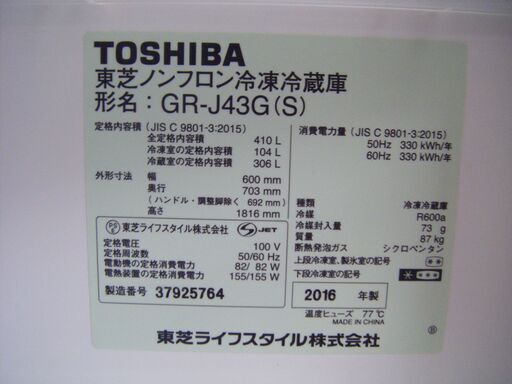 TOSHIBA
東芝ノンフロン冷凍冷蔵庫
形名：GR-J43G(S)
定格内容積（JIS C 9801-3:2015）
全定格内容積 410 L
冷凍室の定格内容積 104 L
冷蔵室の定格内容積 306 L
外形寸法 幅 600 mm
奥行 703 mm
（ハンドル・調整脚除く 692 mm）
高さ 1816 mm
東芝ライフスタイル株式会社 JET
定格電圧 100 V
定格周波数 50/60 Hz
電動機の定格消費電力 82/ 82 W
電熱装置の定格消費電力 155/155 W
製造番号 37925764
消費電力量（JIS C 9801-3:2015）
50Hz 330 kWh/年
60Hz 330 kWh/年
種類 冷凍冷蔵庫
冷媒 R600a
冷媒封入量 73 g
質量 87 kg
断熱発泡ガス シクロペンタン
上段冷凍室、製氷室の記号
下段冷凍室の記号
2016 年製
温度ヒューズ 77℃
MADE IN CHINA
東芝ライフスタイル株式会社 ®